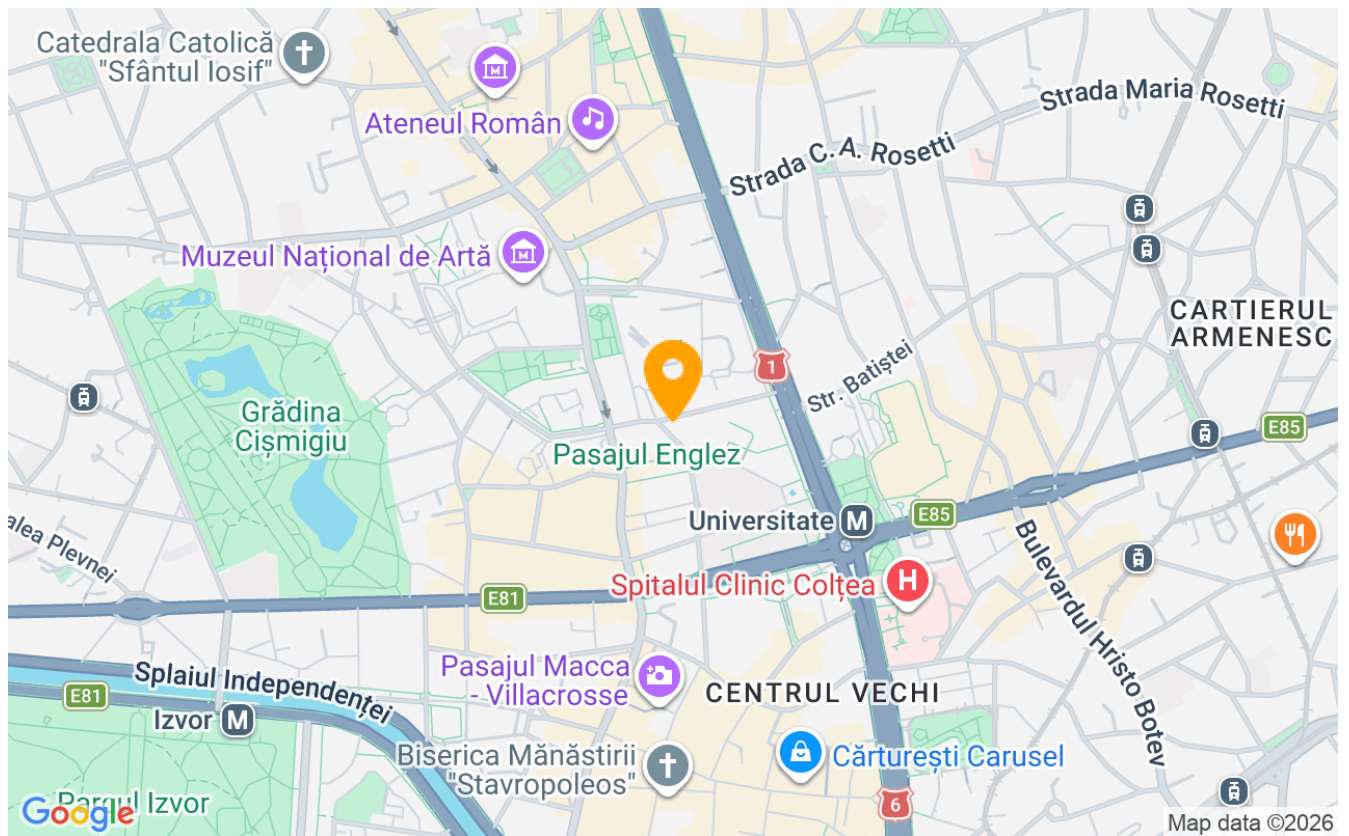 Catedrala Catolică
"Sfântul Iosif"
M
Ateneul Român
Strada Maria Rosetti
Strada C. A. Rosetti
Muzeul Național de Artă
M
CARTIERUL
ARMENESC
1
Str. Batiștei
Grădina
Cișmigiu
E85
Pasajul Englez
Universitate M
E85
alea Plevnei
Bulevardul Hristo Botev
Spitalul Clinic Colțea
H
E81
Pasajul Macca
- Villacrosse
CENTRUL VECHI
Splaiul Independenței
E81
Izvor M
Biserica Mănăstirii
"Stavropoleos"
Cărturești Carusel
Parcul Izvor
Google
6
Map data ©2026